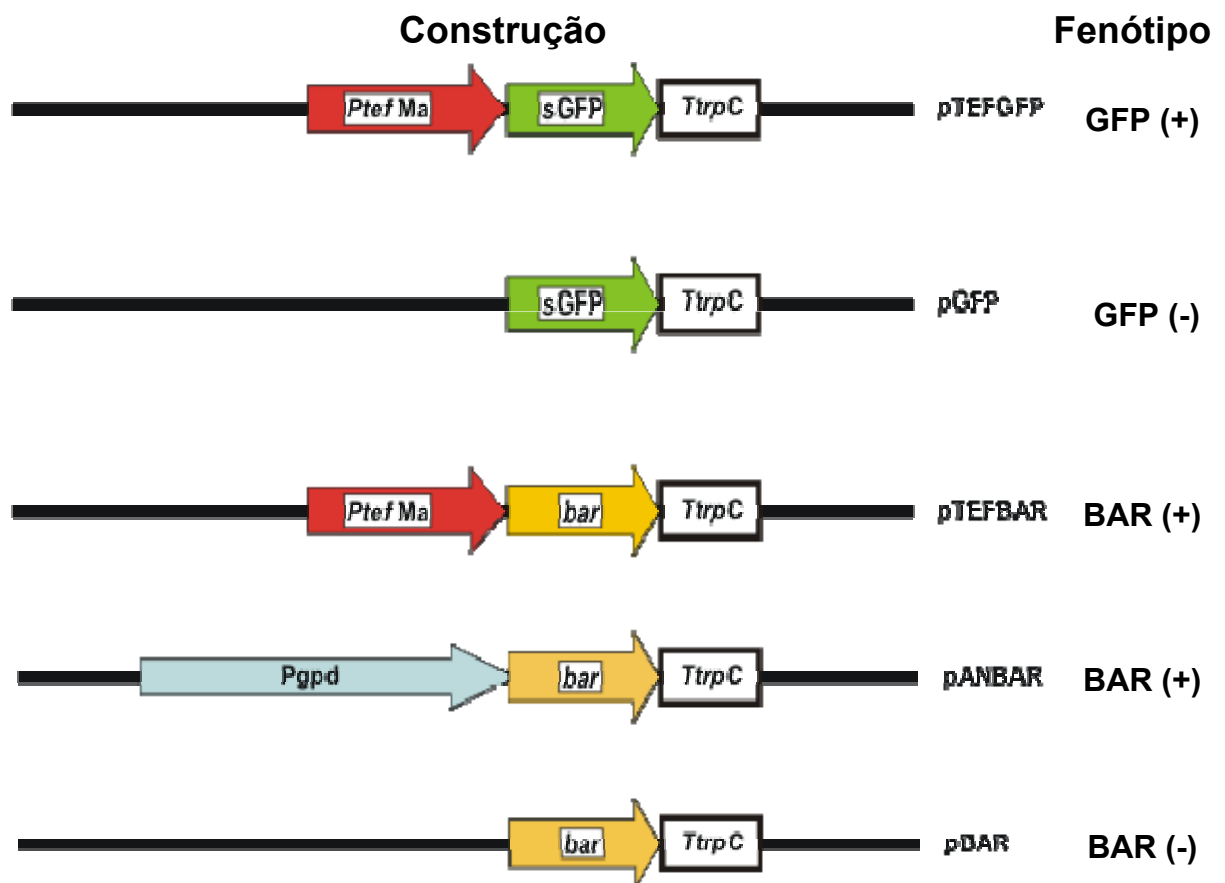 Construção Fenótipo
Ptef Ma sGFP TtrpC pTEFGFP GFP (+)
sGFP TtrpC pGFP GFP (-)
Ptef Ma bar TtrpC pTEFBAR BAR (+)
Pgpd bar TtrpC pANBAR BAR (+)
bar TtrpC pBAR BAR (-)